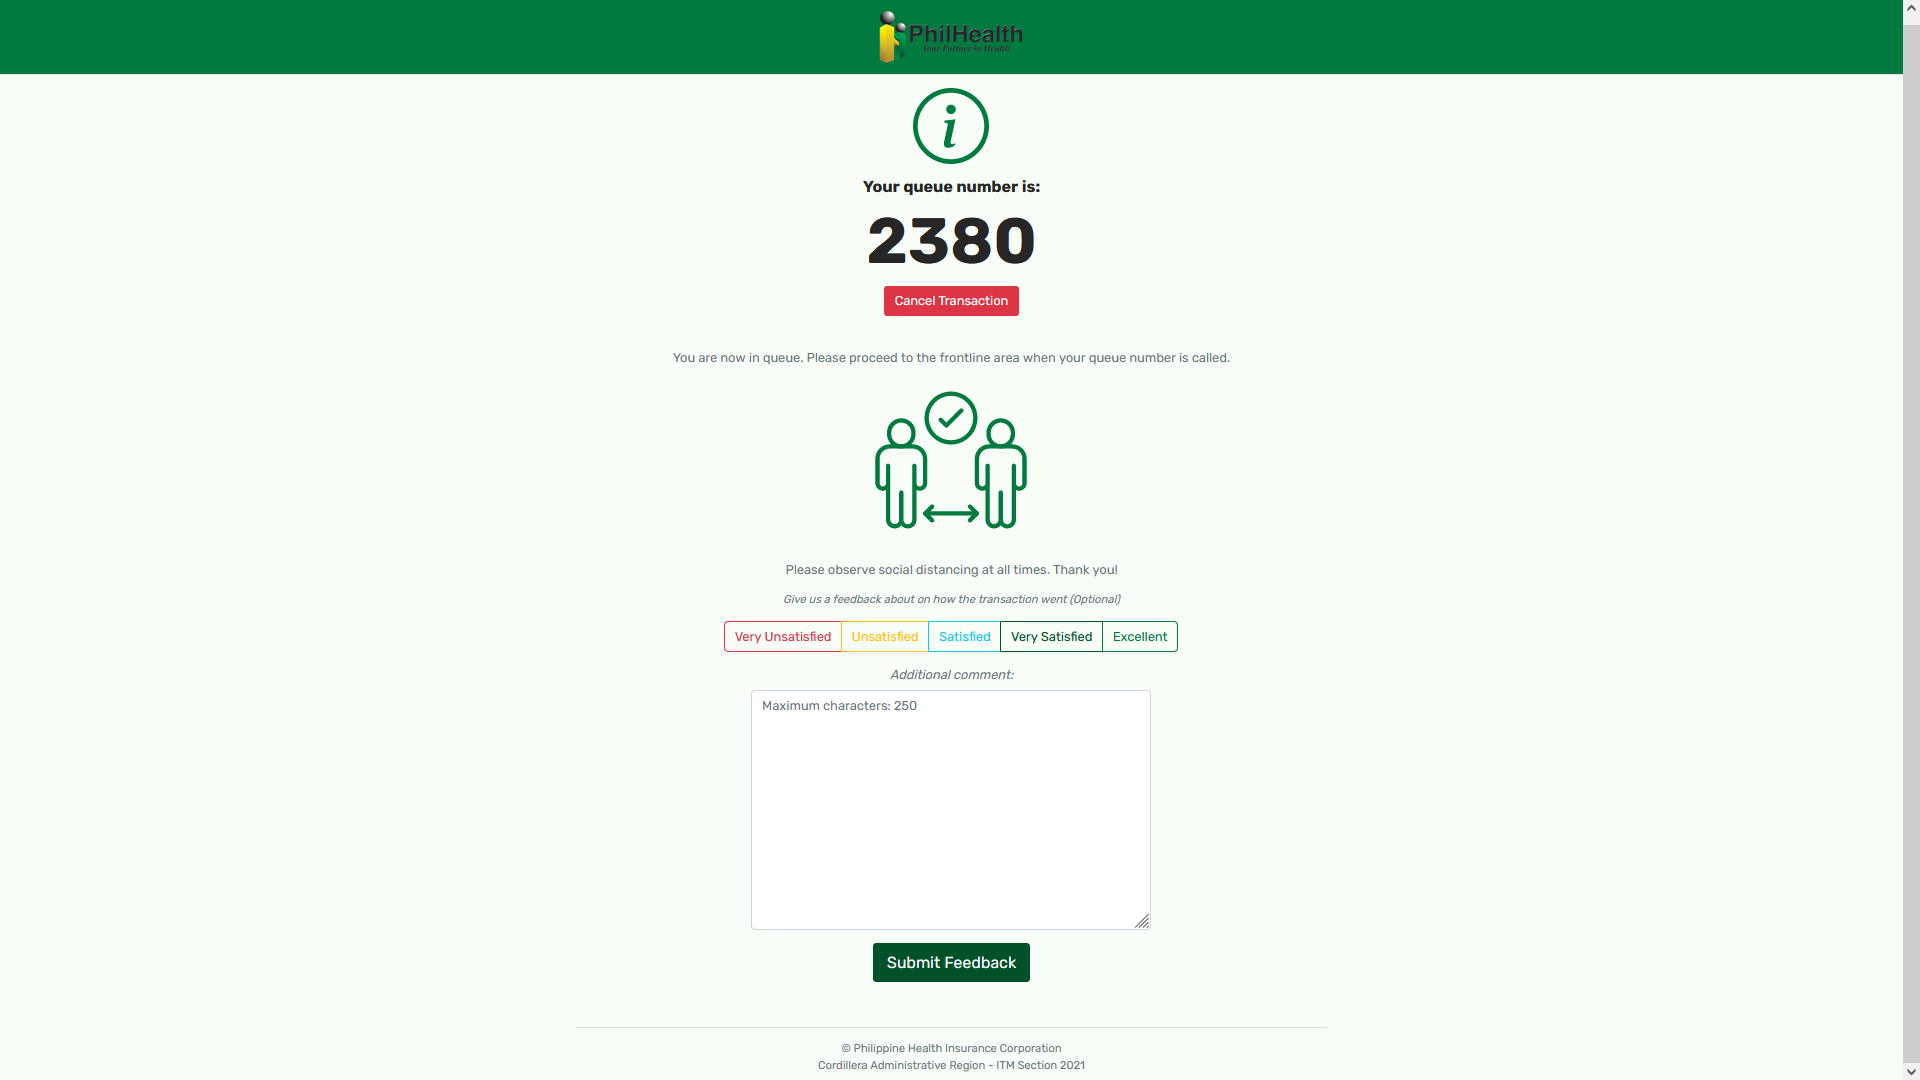 PhilHealth
Your Partner in Health
i
Your queue number is:
2380
Cancel Transaction
You are now in queue. Please proceed to the frontline area when your queue number is called.
Please observe social distancing at all times. Thank you!
Give us a feedback about on how the transaction went (Optional)
Very Unsatisfied Unsatisfied Satisfied Very Satisfied Excellent
Additional comment:
Maximum characters: 250
Submit Feedback
© Philippine Health Insurance Corporation
Cordillera Administrative Region - ITM Section 2021